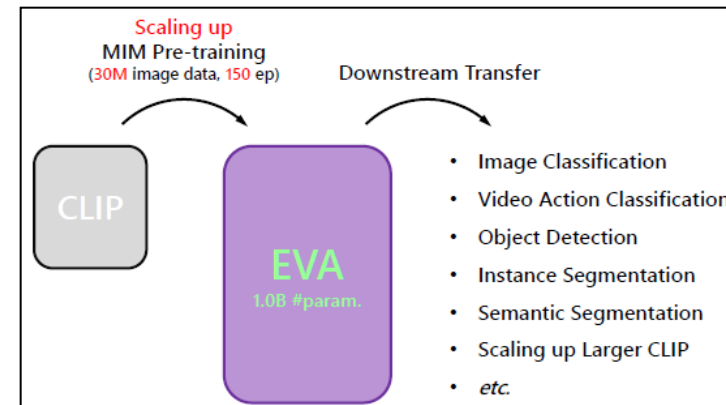 Scaling up
MIM Pre-training
(30M image data, 150 ep)
Downstream Transfer
CLIP
EVA
1.0B #param.
• Image Classification
• Video Action Classification
• Object Detection
• Instance Segmentation
• Semantic Segmentation
• Scaling up Larger CLIP
• etc.